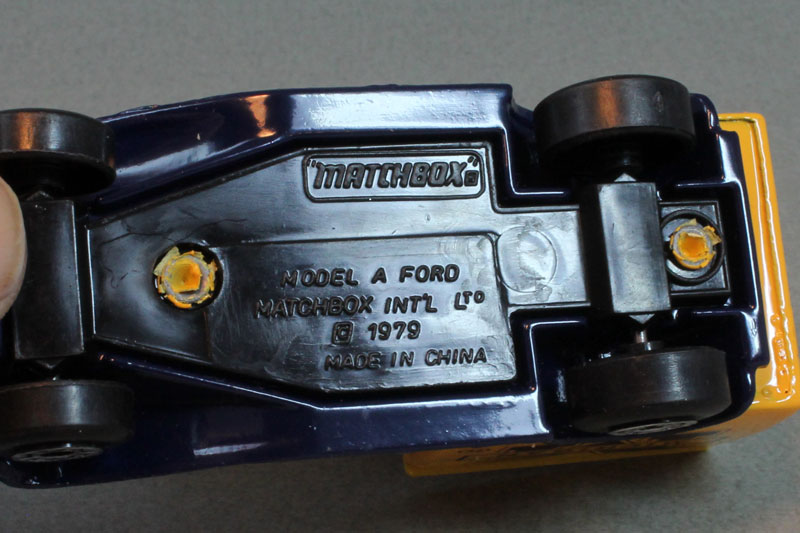 "MATCHBOX"®
MODEL A FORD
MATCHBOX INT'L LTD
© 1979
MADE IN CHINA